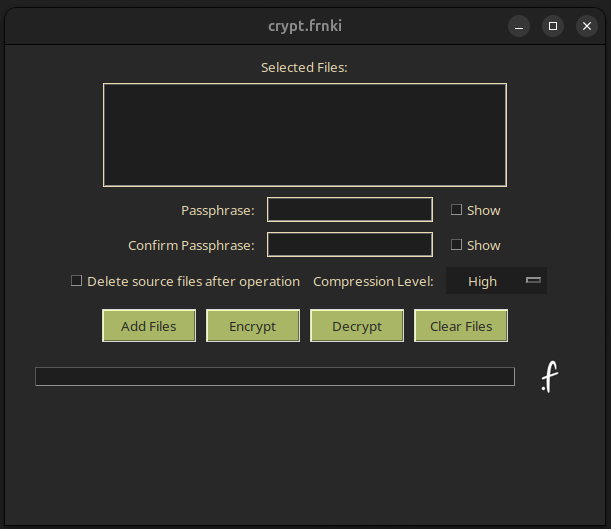 crypt.frnki
Selected Files:
Passphrase: Show
Confirm Passphrase: Show
Delete source files after operation Compression Level: High
Add Files Encrypt Decrypt Clear Files
.f